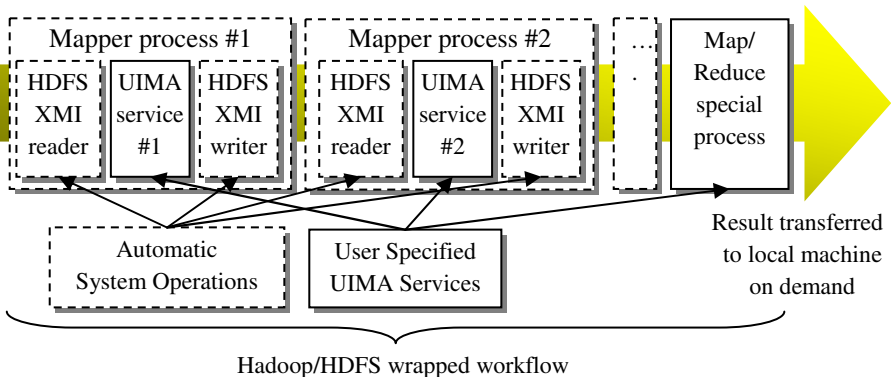 Mapper process #1
HDFS
XMI
reader
UIMA
service
#1
HDFS
XMI
writer
Mapper process #2
HDFS
XMI
reader
UIMA
service
#2
HDFS
XMI
writer
…
.
Map/
Reduce
special
process
Automatic
System Operations
User Specified
UIMA Services
Result transferred
to local machine
on demand
Hadoop/HDFS wrapped workflow